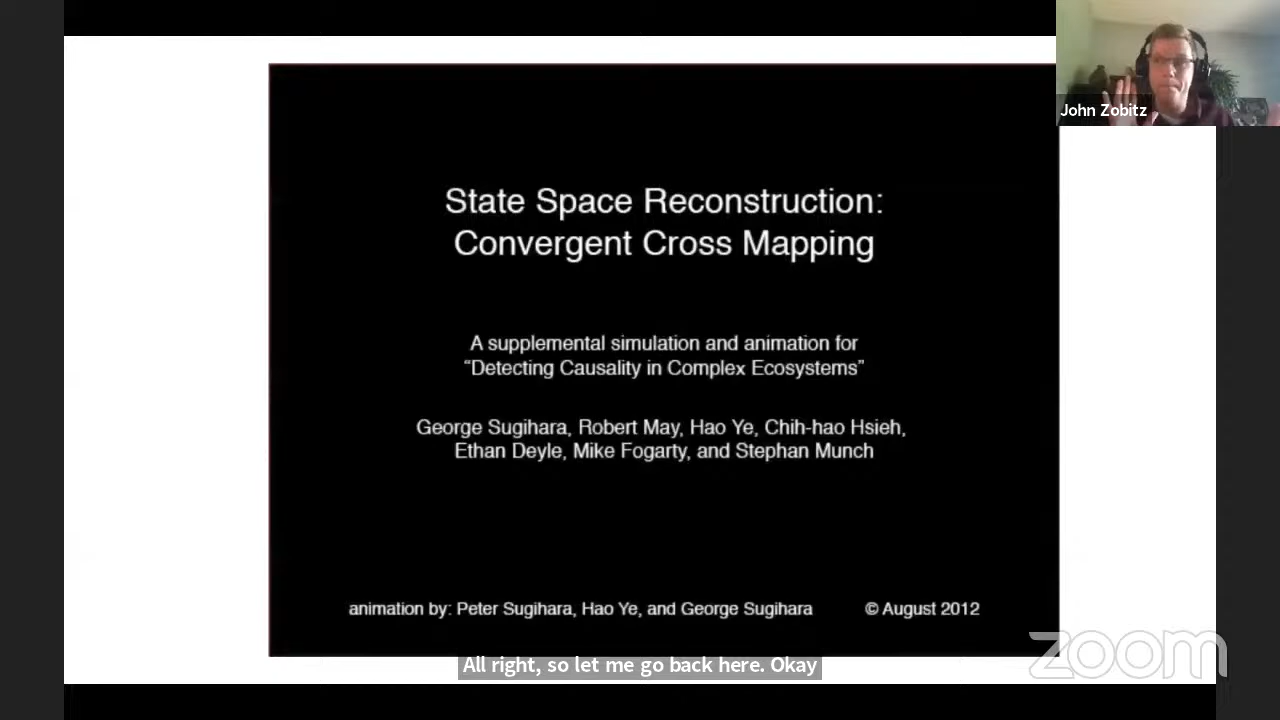 John Zobitz
State Space Reconstruction:
Convergent Cross Mapping
A supplemental simulation and animation for
“Detecting Causality in Complex Ecosystems”
George Sugihara, Robert May, Hao Ye, Chih-hao Hsieh,
Ethan Deyle, Mike Fogarty, and Stephan Munch
animation by: Peter Sugihara, Hao Ye, and George Sugihara © August 2012
All right, so let me go back here. Okay
zoom